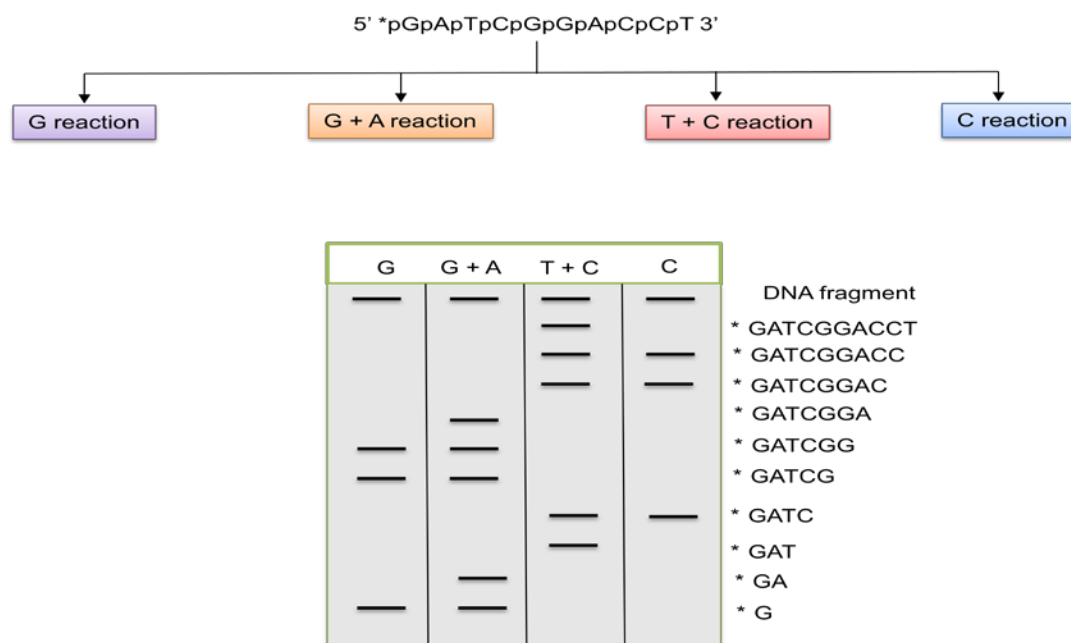 5' *pGpApTpCpGpGpApCpCpT 3'
G reaction
G + A reaction
T + C reaction
C reaction
G
G + A
T + C
C
DNA fragment
* GATCGGACCT
* GATCGGACC
* GATCGGAC
* GATCGGA
* GATCGG
* GATCG
* GATC
* GAT
* GA
* G